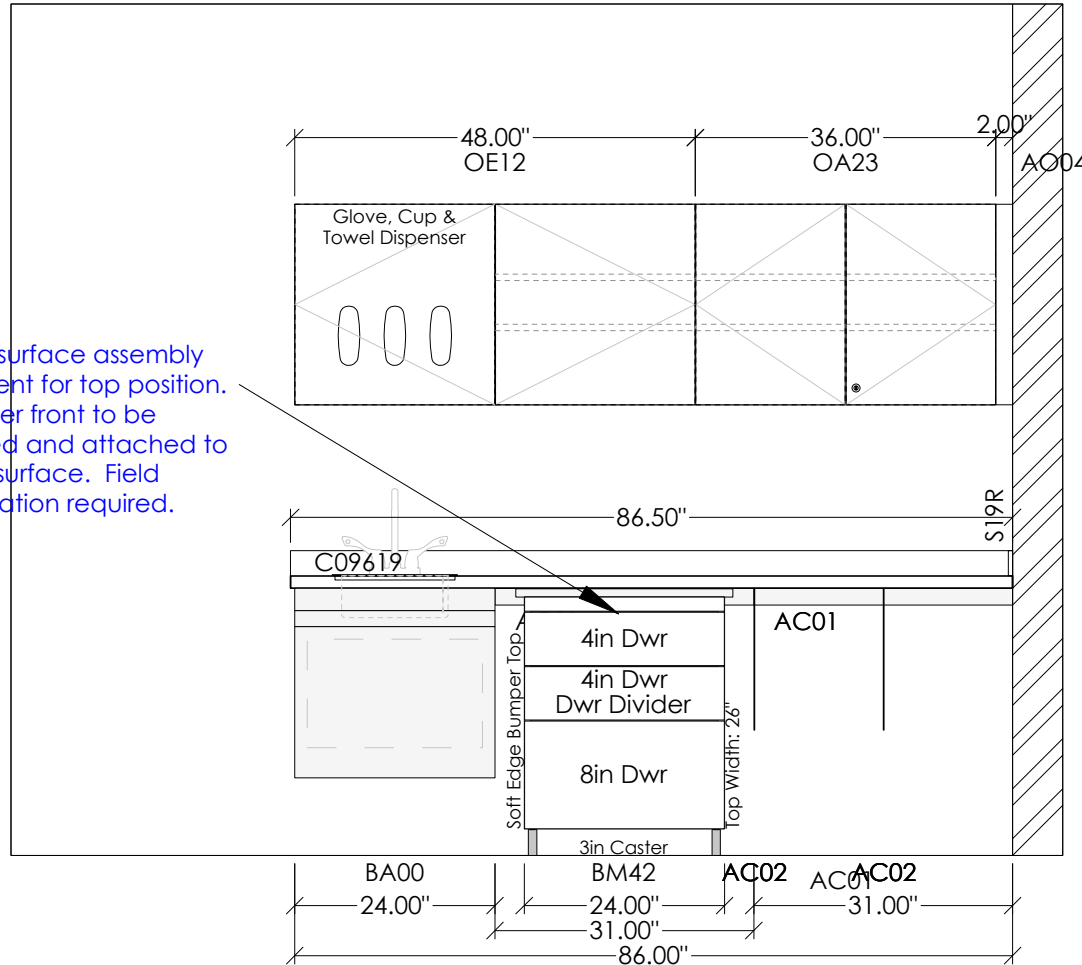 48.00"
36.00"
2.00"
OE12
OA23
AO04
Glove, Cup &
Towel Dispenser
surface assembly
for top position.
front to be
and attached to
surface. Field
required.
86.50"
S19R
C09619
AC01
4in Dwr
4in Dwr
Dwr Divider
8in Dwr
Soft Edge Bumper Top
Top Width: 26"
3in Caster
BA00
BM42
AC02
AC01
AC02
24.00"
24.00"
31.00"
31.00"
86.00"